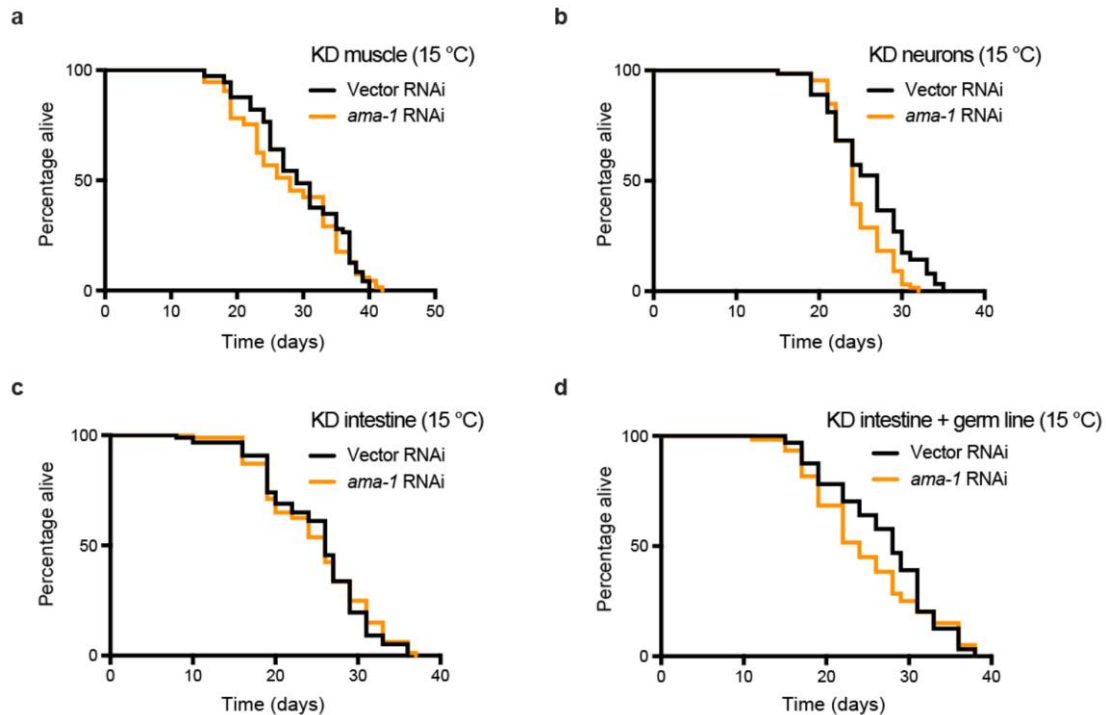 a
KD muscle (15 °C)
Vector RNAi
ama-1 RNAi
Percentage alive
100
50
0
0 10 20 30 40 50
Time (days)
b
KD neurons (15 °C)
Vector RNAi
ama-1 RNAi
Percentage alive
100
50
0
0 10 20 30 40
Time (days)
c
KD intestine (15 °C)
Vector RNAi
ama-1 RNAi
Percentage alive
100
50
0
0 10 20 30 40
Time (days)
d
KD intestine + germ line (15 °C)
Vector RNAi
ama-1 RNAi
Percentage alive
100
50
0
0 10 20 30 40
Time (days)